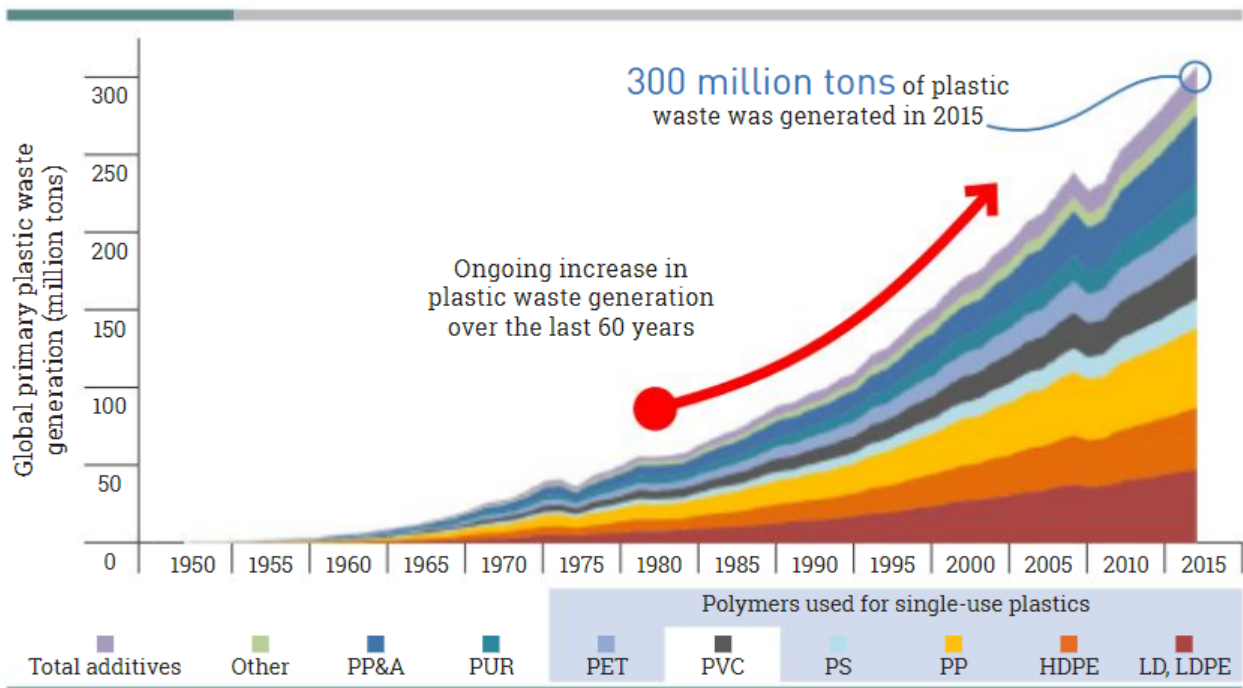 300 million tons of plastic
waste was generated in 2015
Ongoing increase in
plastic waste generation
over the last 60 years
Global primary plastic waste
generation (million tons)
300
250
200
150
100
50
0
1950 1955 1960 1965 1970 1975 1980 1985 1990 1995 2000 2005 2010 2015
Polymers used for single-use plastics
Total additives Other PP&A PUR PET PVC PS PP HDPE LD, LDPE